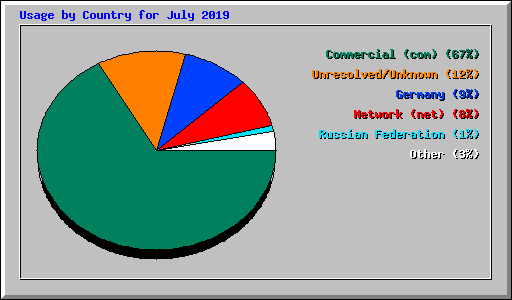 Usage by Country for July 2019
Commercial (com) (67%)
Unresolved/Unknown (12%)
Germany (9%)
Network (net) (8%)
Russian Federation (1%)
Other (3%)